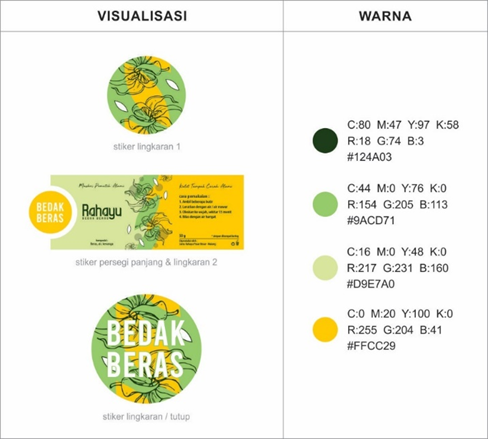 VISUALISASI
WARNA
stiker lingkaran 1
BEDAK
BERAS
Rahayu
stiker persegi panjang & lingkaran 2
BEDAK
BERAS
stiker lingkaran / tutup
C:80 M:47 Y:97 K:58
R:18 G:74 B:3
#124A03
C:44 M:0 Y:76 K:0
R:154 G:205 B:113
#9ACD71
C:16 M:0 Y:48 K:0
R:217 G:231 B:160
#D9E7A0
C:0 M:20 Y:100 K:0
R:255 G:204 B:41
#FFCC29